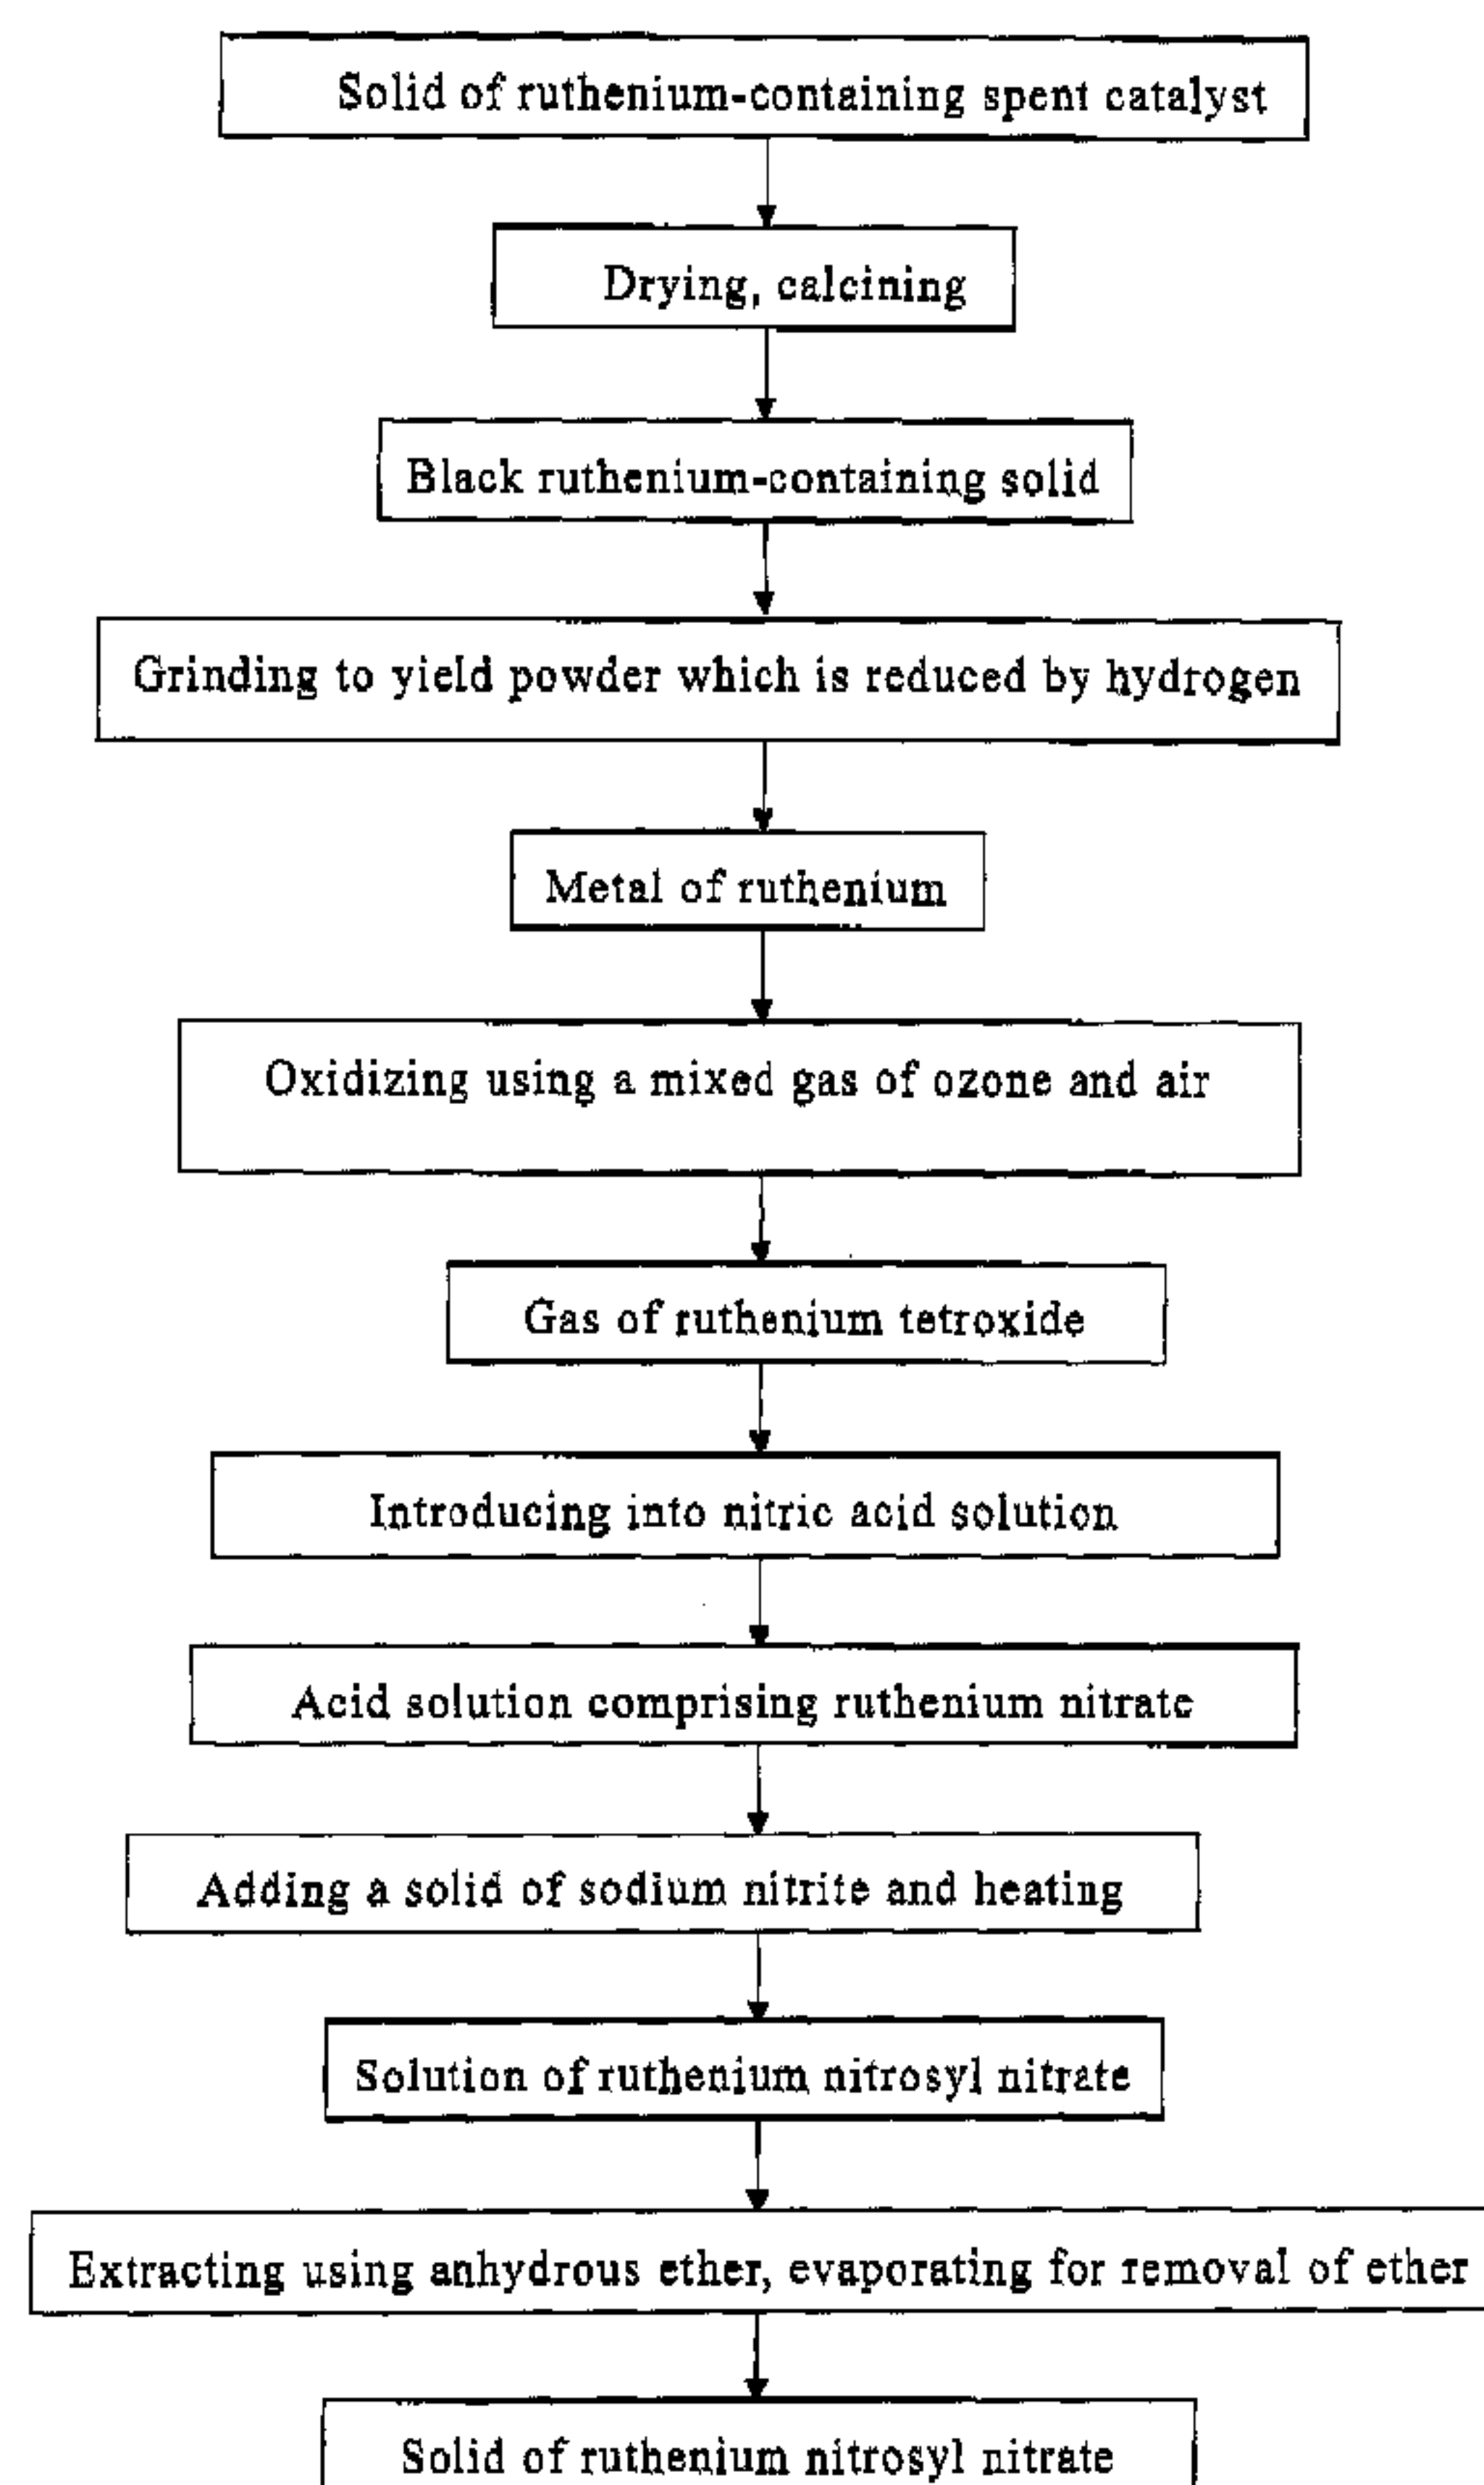 Solid of ruthenium-containing spent catalyst
Drying, calcining
Black ruthenium-containing solid
Grinding to yield powder which is reduced by hydrogen
Metal of ruthenium
Oxidizing using a mixed gas of ozone and air
Gas of ruthenium tetroxide
Introducing into nitric acid solution
Acid solution comprising ruthenium nitrate
Adding a solid of sodium nitrite and heating
Solution of ruthenium nitrosyl nitrate
Extracting using anhydrous ether, evaporating for removal of ether
Solid of ruthenium nitrosyl nitrate